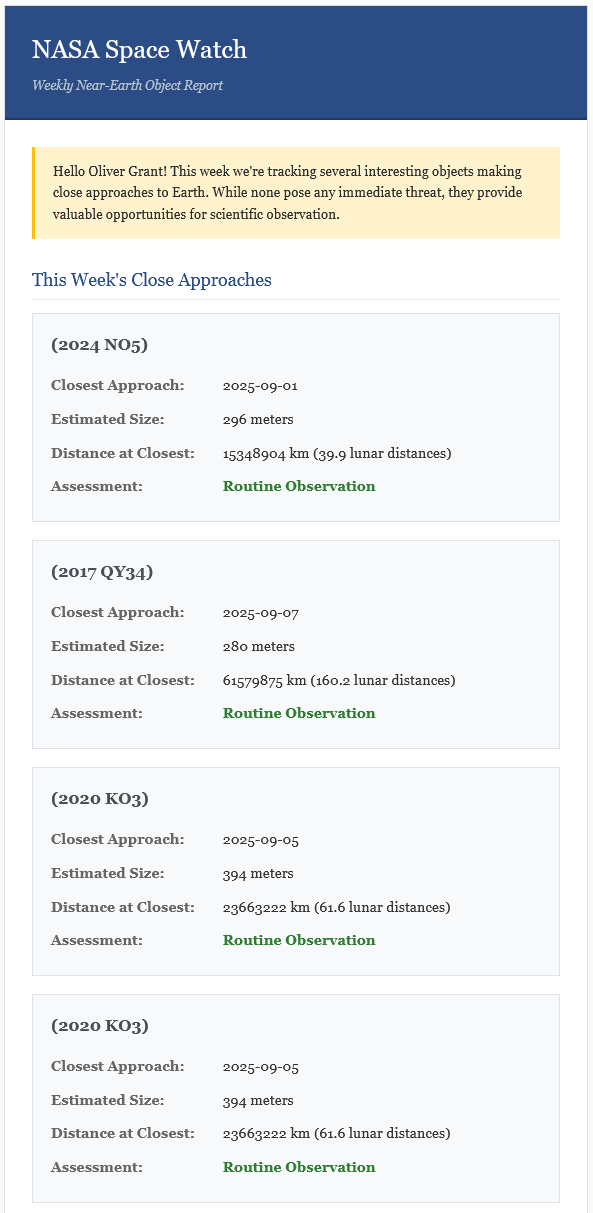 NASA Space Watch
Weekly Near-Earth Object Report
Hello Oliver Grant! This week we're tracking several interesting objects making
close approaches to Earth. While none pose any immediate threat, they provide
valuable opportunities for scientific observation.
This Week's Close Approaches
(2024 NO5)
Closest Approach: 2025-09-01
Estimated Size: 296 meters
Distance at Closest: 15348904 km (39.9 lunar distances)
Assessment: Routine Observation
(2017 QY34)
Closest Approach: 2025-09-07
Estimated Size: 280 meters
Distance at Closest: 61579875 km (160.2 lunar distances)
Assessment: Routine Observation
(2020 KO3)
Closest Approach: 2025-09-05
Estimated Size: 394 meters
Distance at Closest: 23663222 km (61.6 lunar distances)
Assessment: Routine Observation
(2020 KO3)
Closest Approach: 2025-09-05
Estimated Size: 394 meters
Distance at Closest: 23663222 km (61.6 lunar distances)
Assessment: Routine Observation